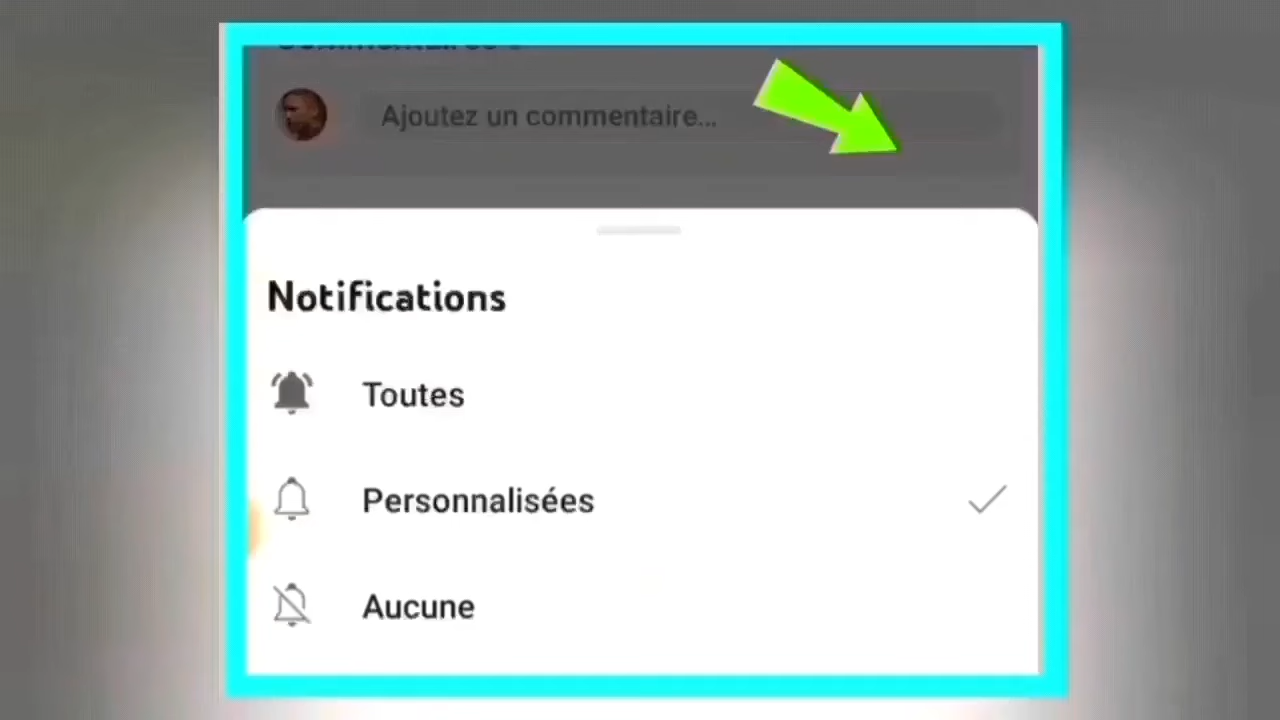 Ajoutez un commentaire...
Notifications
Toutes
Personnalisées
Aucune